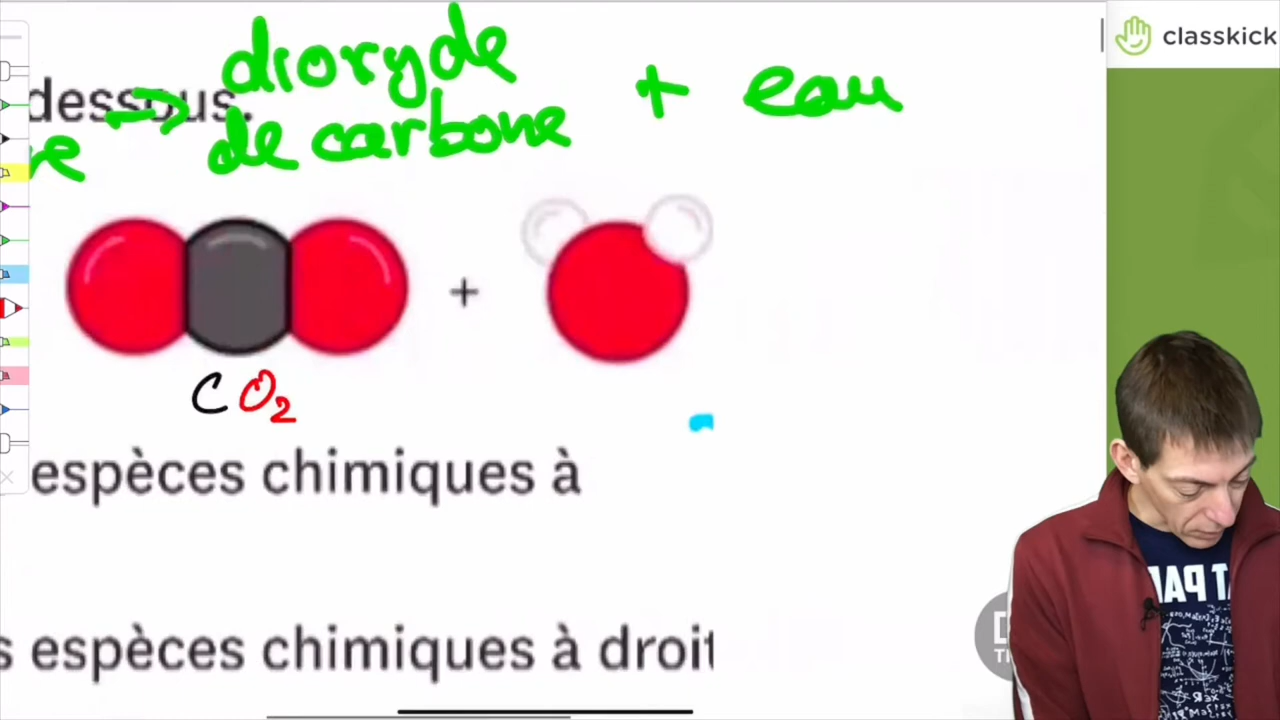 classkick
dioxyde
dessous. → + eau
de carbone
+
CO₂
espèces chimiques à
espèces chimiques à droit